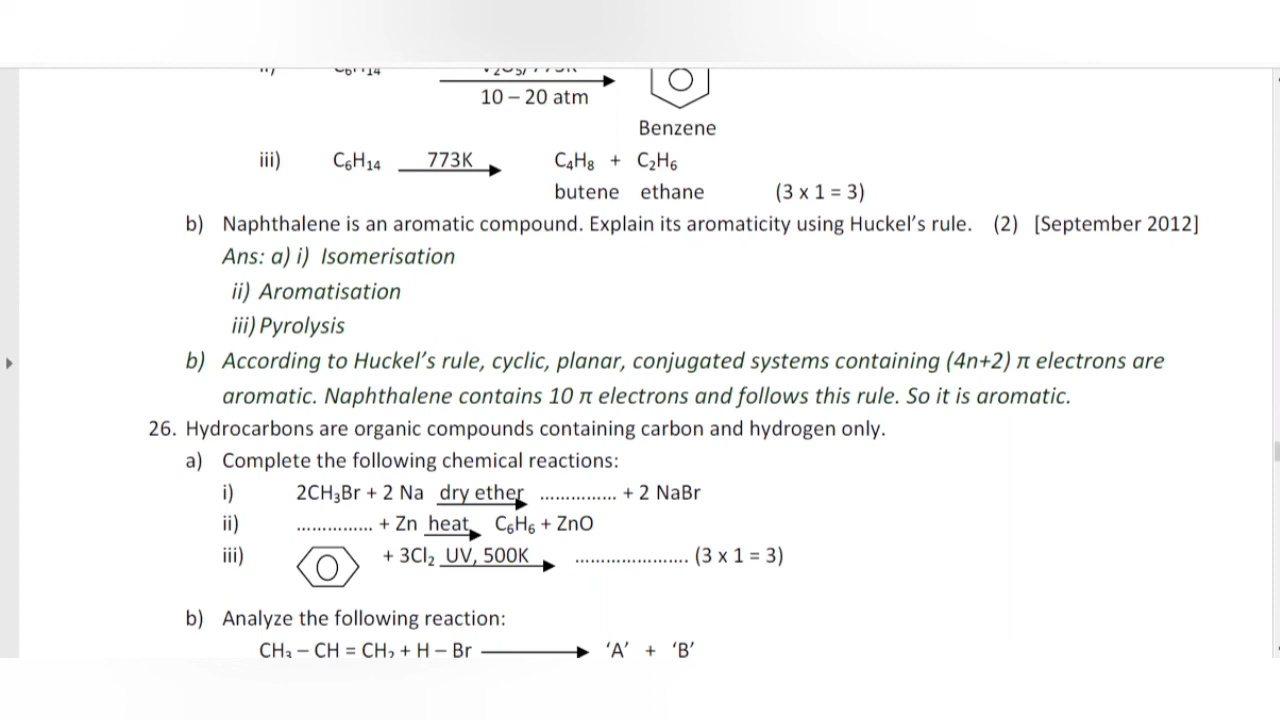 10 – 20 atm
Benzene
iii) C₆H₁₄ 773K C₄H₈ + C₂H₆
butene ethane (3 x 1 = 3)
b) Naphthalene is an aromatic compound. Explain its aromaticity using Huckel’s rule. (2) [September 2012]
Ans: a) i) Isomerisation
ii) Aromatisation
iii) Pyrolysis
b) According to Huckel’s rule, cyclic, planar, conjugated systems containing (4n+2) π electrons are
aromatic. Naphthalene contains 10 π electrons and follows this rule. So it is aromatic.
26. Hydrocarbons are organic compounds containing carbon and hydrogen only.
a) Complete the following chemical reactions:
i) 2CH₃Br + 2 Na dry ether ............... + 2 NaBr
ii) ............... + Zn heat C₆H₆ + ZnO
iii) + 3Cl₂ UV, 500K ...................... (3 x 1 = 3)
b) Analyze the following reaction:
CH₃ – CH = CH₂ + H – Br ‘A’ + ‘B’